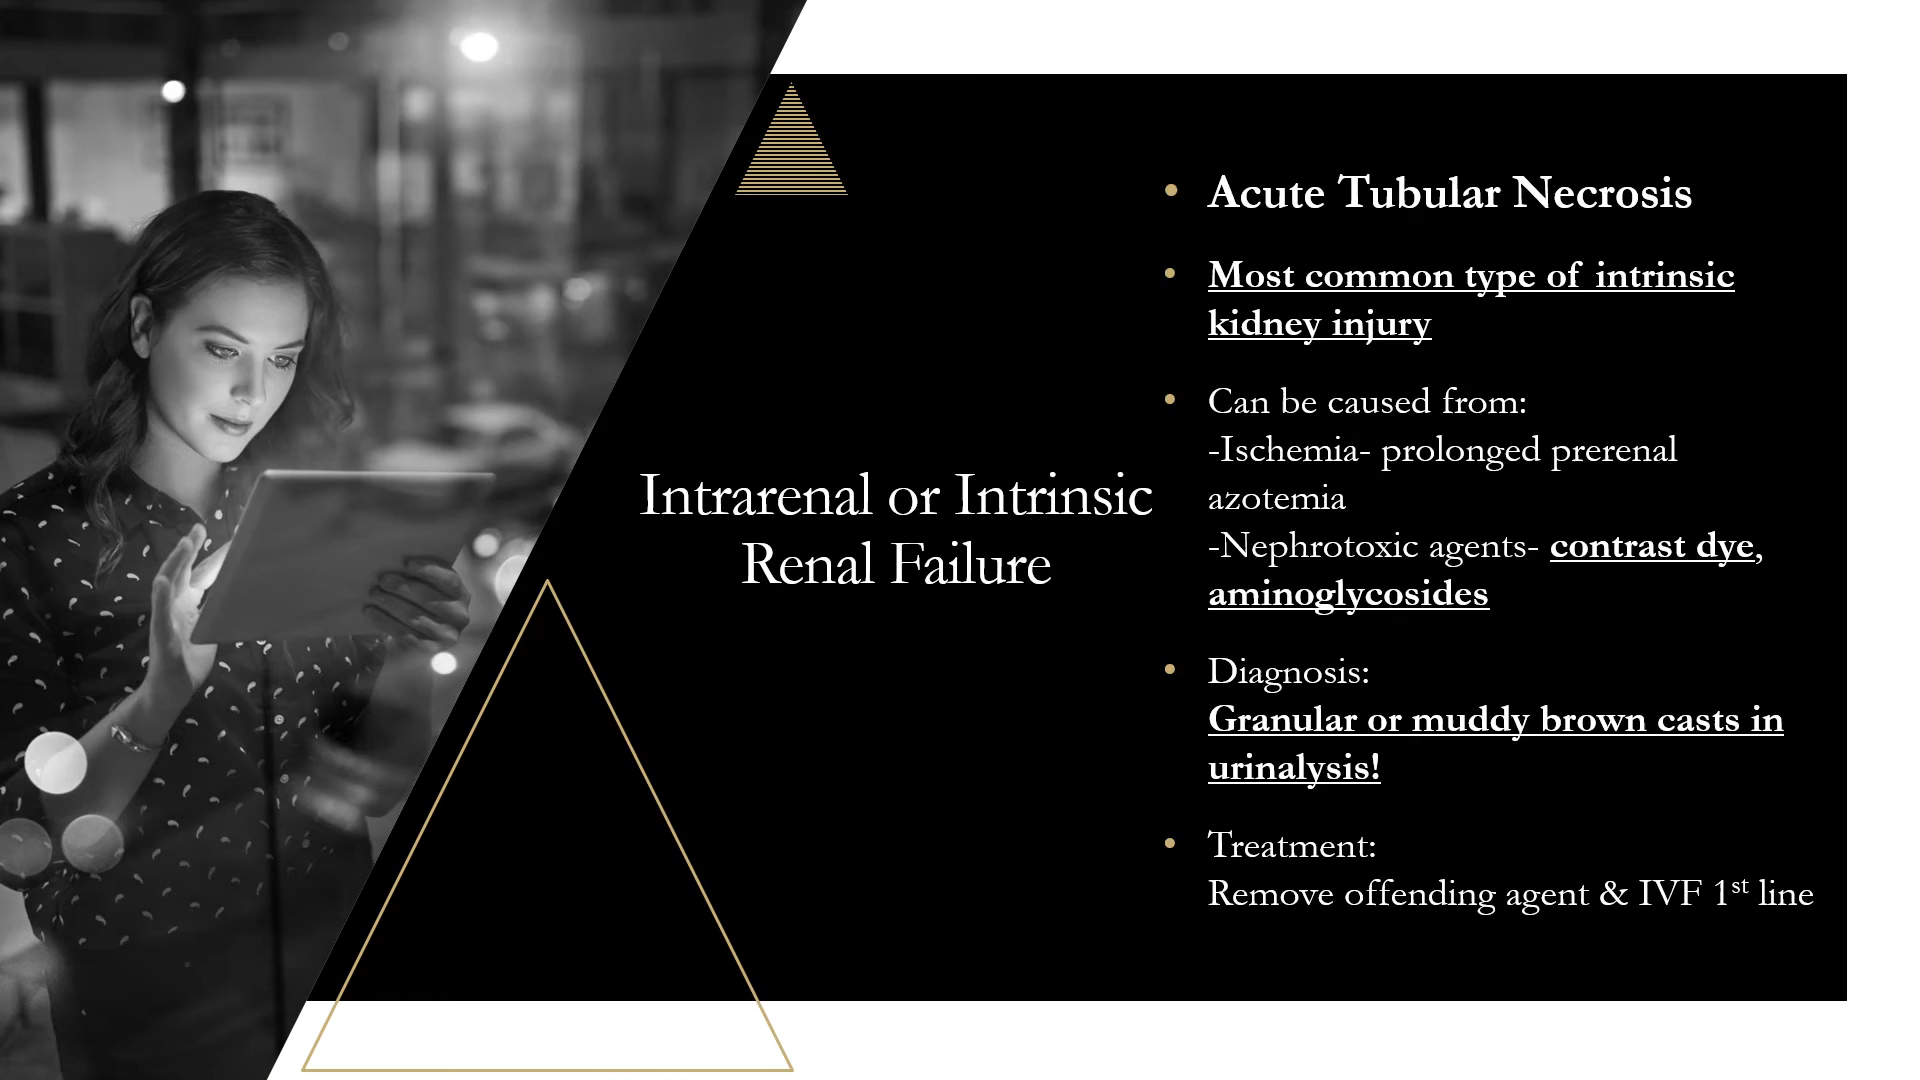 Intrarenal or Intrinsic
Renal Failure
• Acute Tubular Necrosis
• Most common type of intrinsic
kidney injury
• Can be caused from:
-Ischemia- prolonged prerenal
azotemia
-Nephrotoxic agents- contrast dye,
aminoglycosides
• Diagnosis:
Granular or muddy brown casts in
urinalysis!
• Treatment:
Remove offending agent & IVF 1st line